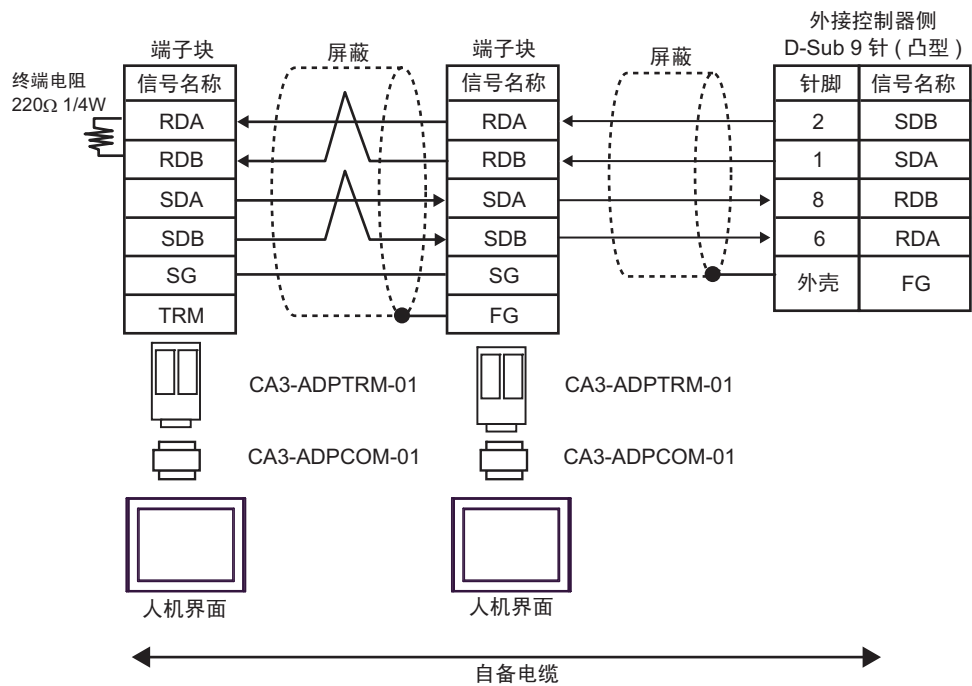 外接控制器侧
D-Sub 9 针 ( 凸型 )
端子块
屏蔽
端子块
屏蔽
终端电阻
220Ω 1/4W
信号名称
RDA
RDB
SDA
SDB
SG
TRM
信号名称
RDA
RDB
SDA
SDB
SG
FG
针脚 信号名称
2 SDB
1 SDA
8 RDB
6 RDA
外壳 FG
CA3-ADPTRM-01
CA3-ADPTRM-01
CA3-ADPCOM-01
CA3-ADPCOM-01
人机界面
人机界面
自备电缆